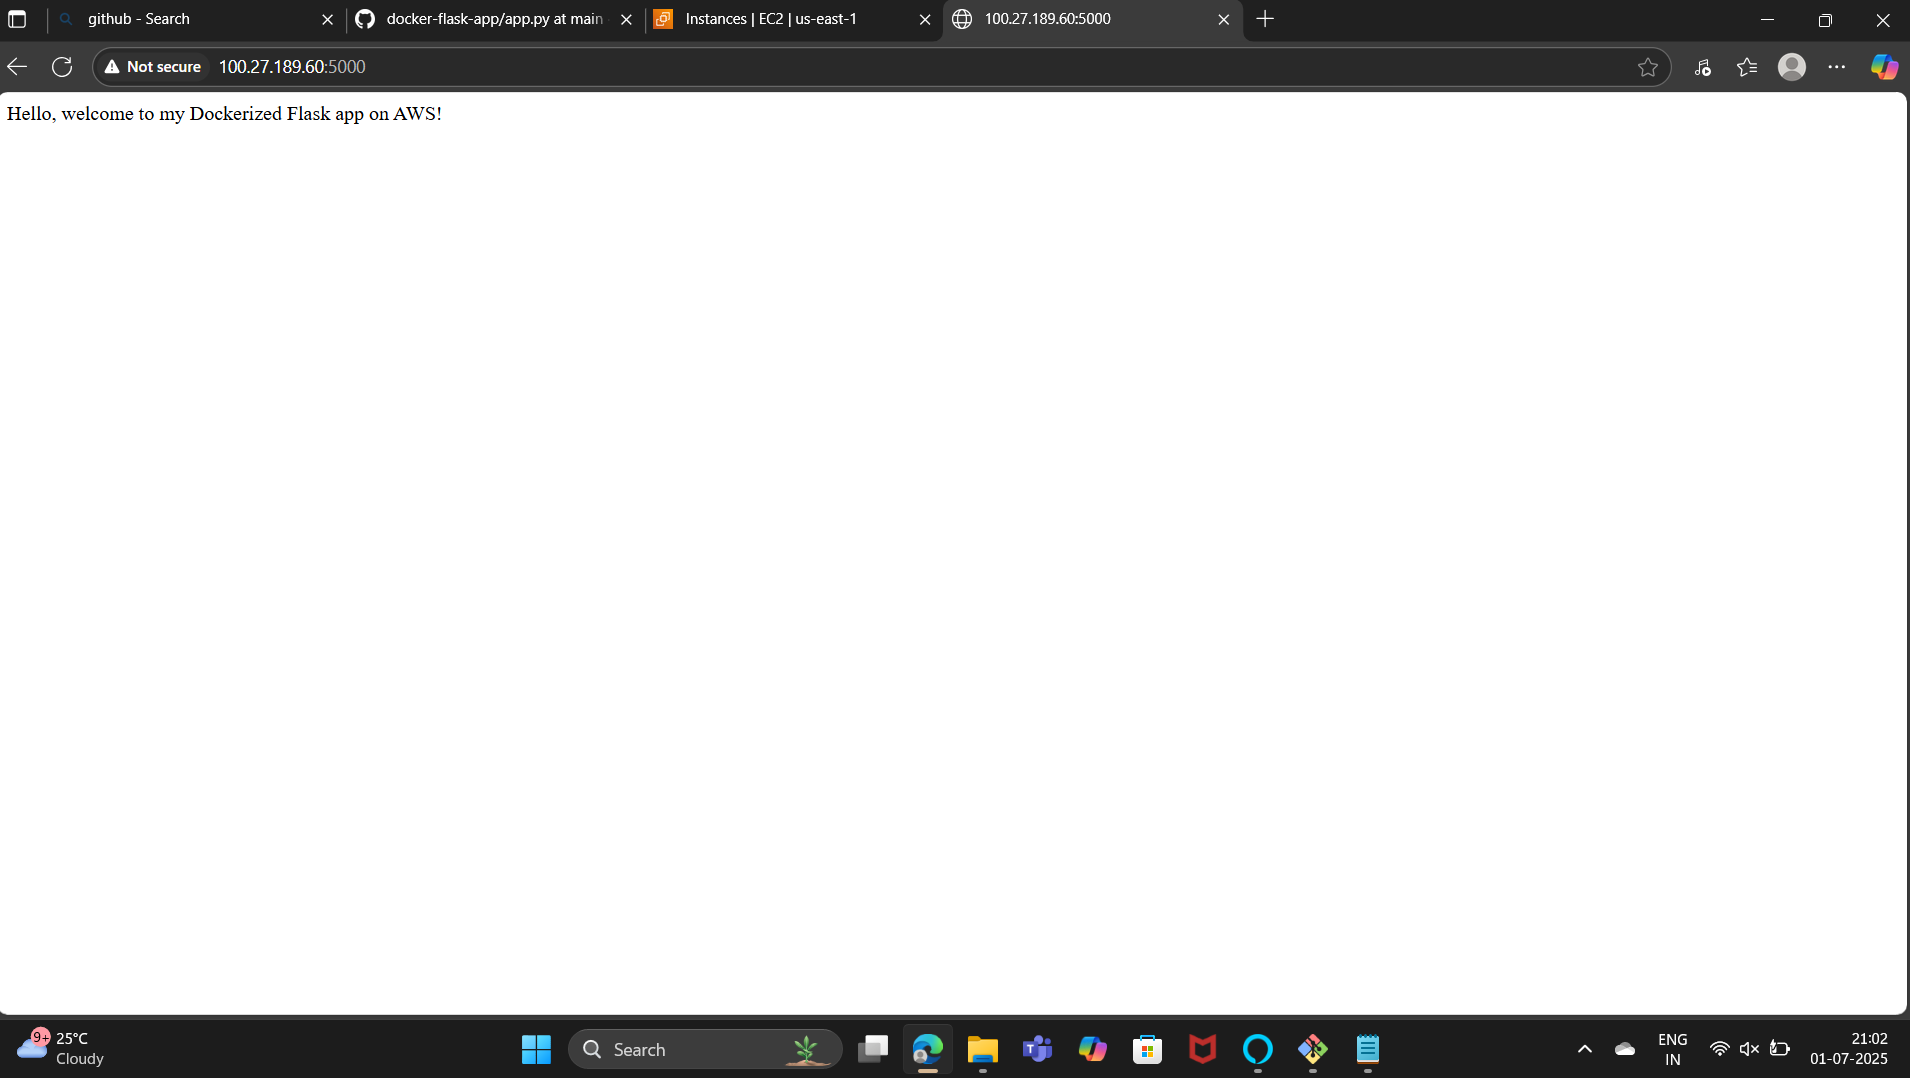 github - Search
docker-flask-app/app.py at main
Instances | EC2 | us-east-1
100.27.189.60:5000
Not secure
100.27.189.60:5000
Hello, welcome to my Dockerized Flask app on AWS!
9+
25°C
Cloudy
Search
ENG
IN
21:02
01-07-2025